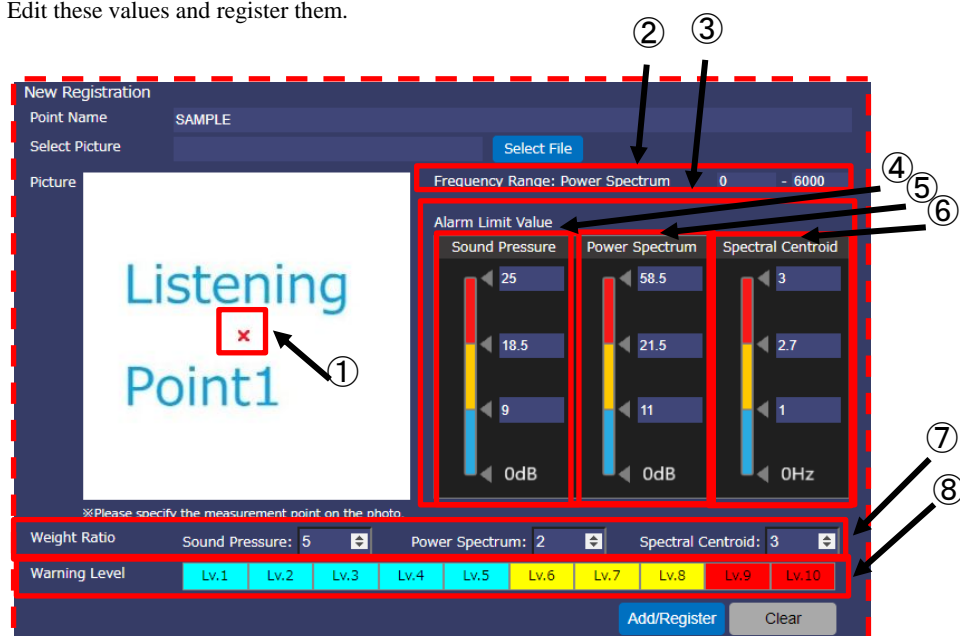 Edit these values and register them.
② ③
New Registration
Point Name SAMPLE
Select Picture Select File
④
Picture Frequency Range: Power Spectrum 0 - 6000
⑤
⑥
Alarm Limit Value
Sound Pressure Power Spectrum Spectral Centroid
25 58.5 3
Listening
18.5 21.5 2.7
①
Point1
9 11 1
⑦
0dB 0dB 0Hz
⑧
※Please specify the measurement point on the photo.
Weight Ratio Sound Pressure: 5 Power Spectrum: 2 Spectral Centroid: 3
Warning Level Lv.1 Lv.2 Lv.3 Lv.4 Lv.5 Lv.6 Lv.7 Lv.8 Lv.9 Lv.10
Add/Register Clear